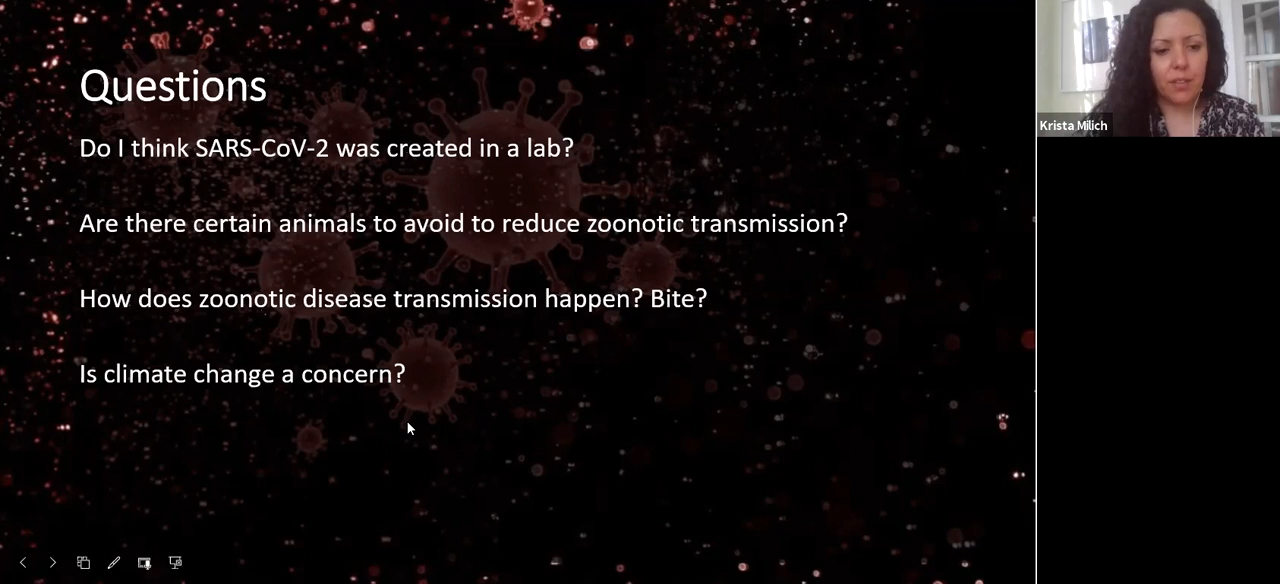 Questions
Do I think SARS-CoV-2 was created in a lab?
Are there certain animals to avoid to reduce zoonotic transmission?
How does zoonotic disease transmission happen? Bite?
Is climate change a concern?
Krista Milich